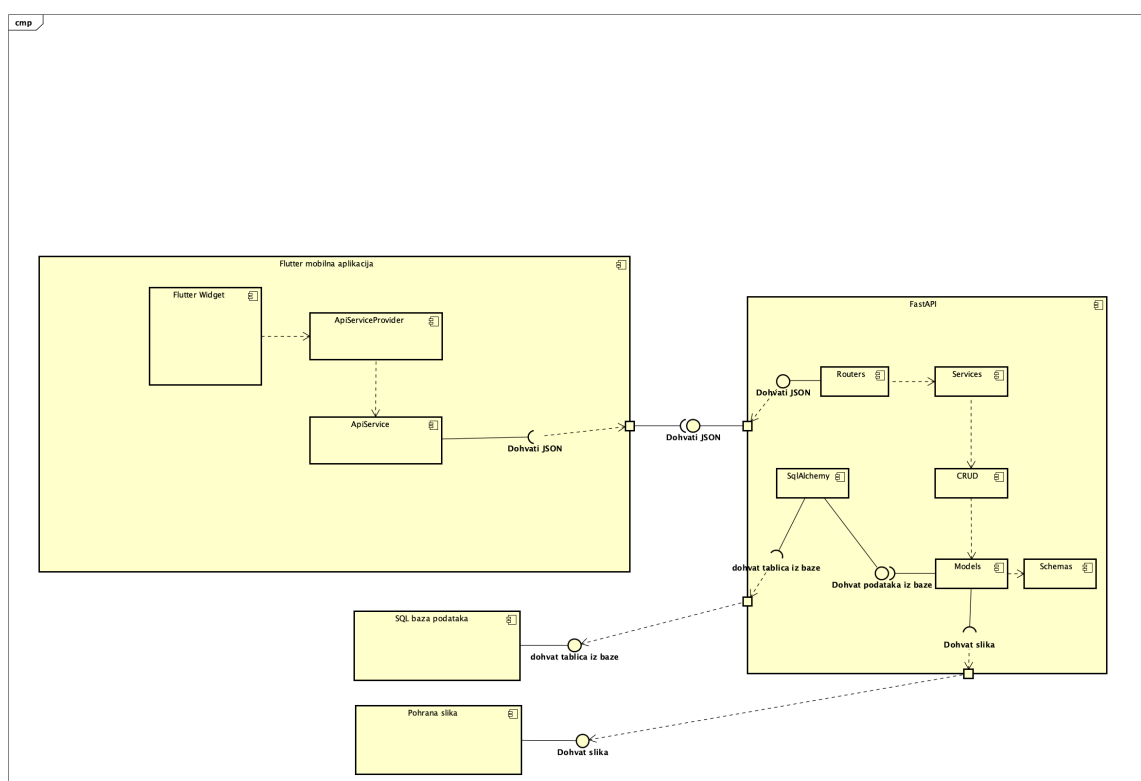 cmp
Flutter mobilna aplikacija
Flutter Widget
ApiServiceProvider
ApiService
Dohvati JSON
Dohvati JSON
FastAPI
Routers
Services
Dohvati JSON
SqlAlchemy
CRUD
dohvat tablica iz baze
Models
Schemas
Dohvat podataka iz baze
Dohvat slika
SQL baza podataka
dohvat tablica iz baze
Pohrana slika
Dohvat slika